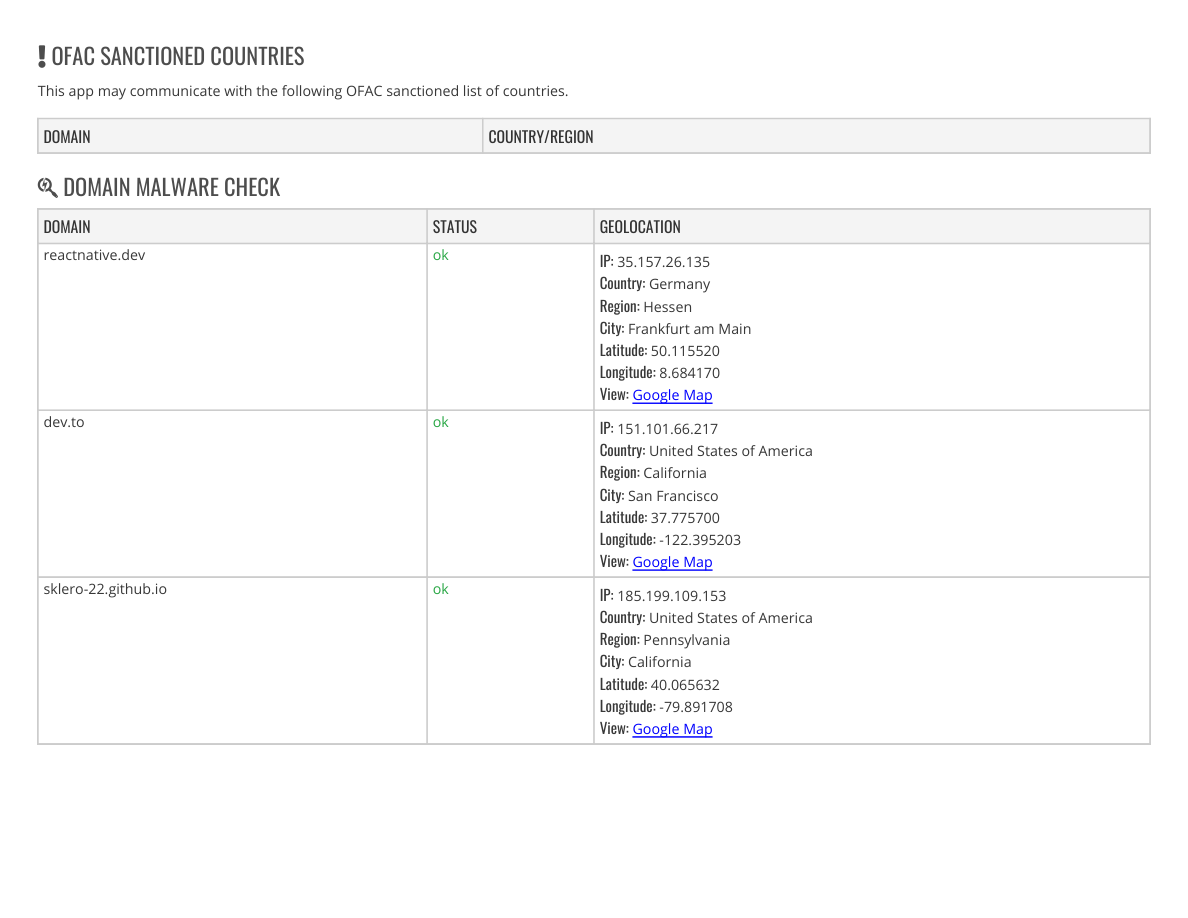 OFAC SANCTIONED COUNTRIES
This app may communicate with the following OFAC sanctioned list of countries.
DOMAIN COUNTRY/REGION
DOMAIN MALWARE CHECK
DOMAIN STATUS GEOLOCATION
reactnative.dev ok IP: 35.157.26.135
Country: Germany
Region: Hessen
City: Frankfurt am Main
Latitude: 50.115520
Longitude: 8.684170
View: Google Map
dev.to ok IP: 151.101.66.217
Country: United States of America
Region: California
City: San Francisco
Latitude: 37.775700
Longitude: -122.395203
View: Google Map
sklero-22.github.io ok IP: 185.199.109.153
Country: United States of America
Region: Pennsylvania
City: California
Latitude: 40.065632
Longitude: -79.891708
View: Google Map